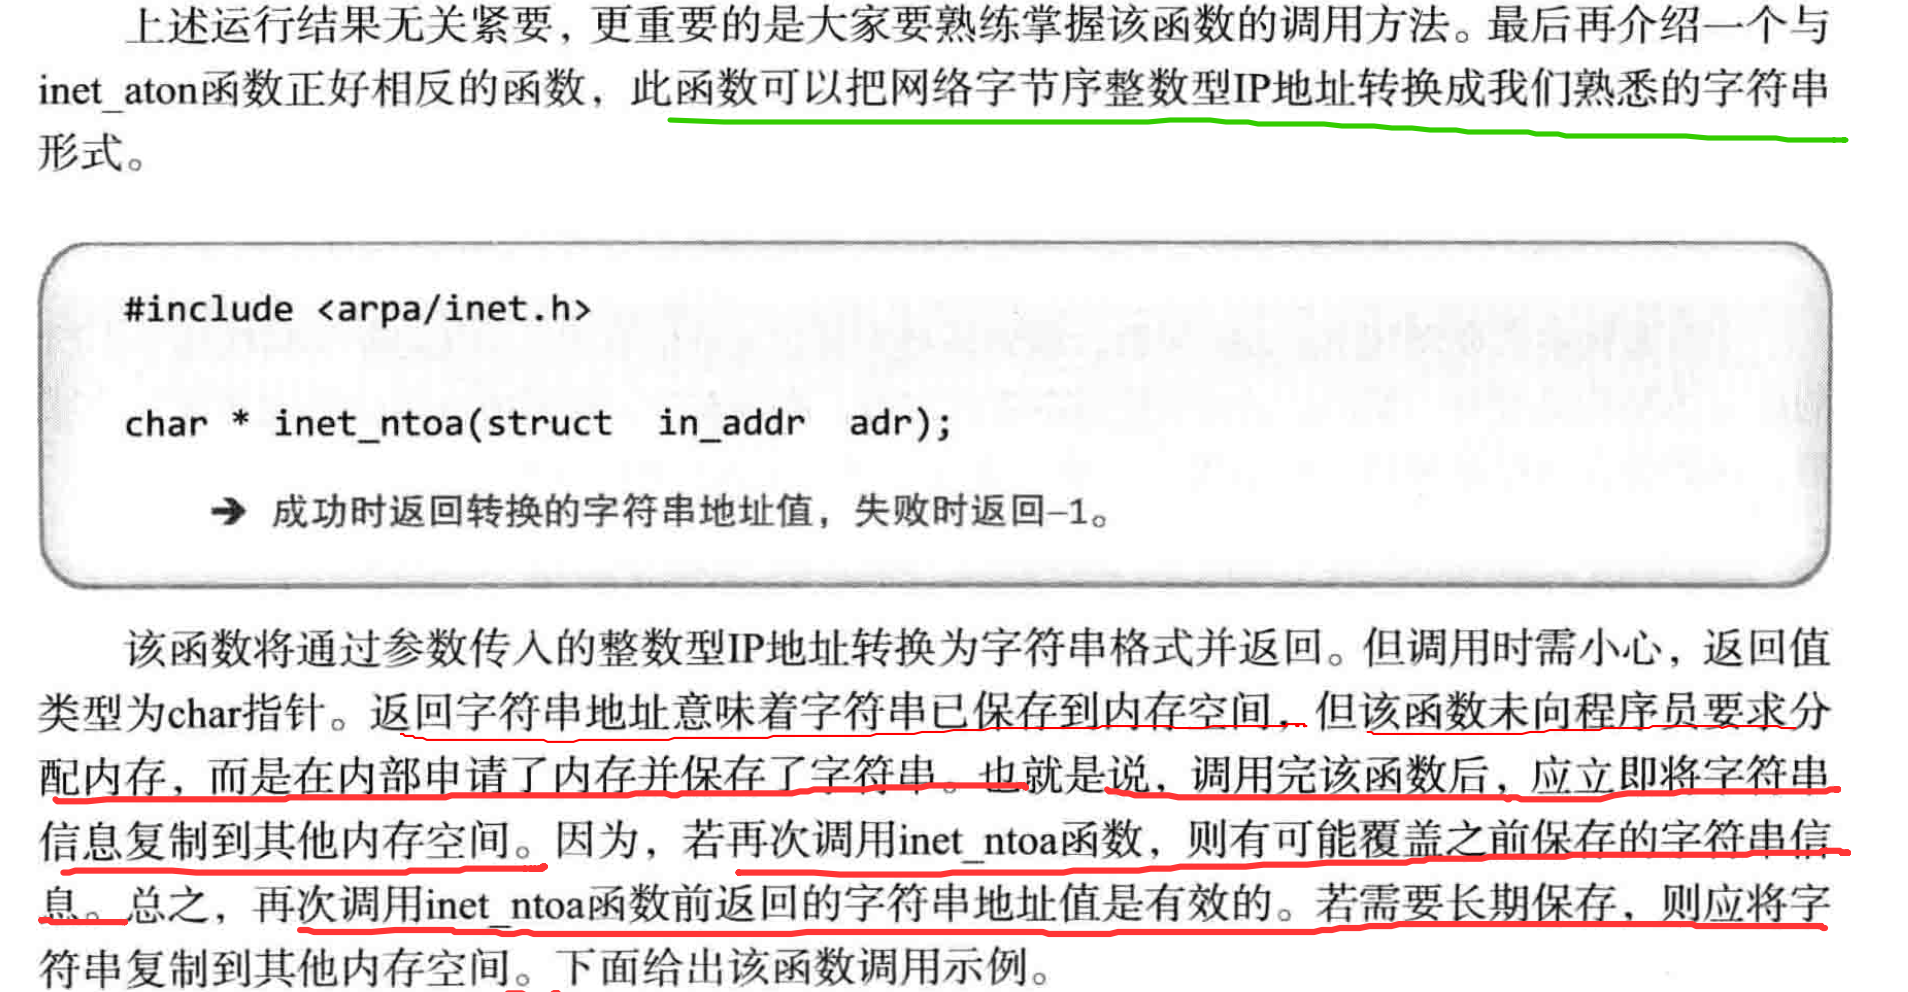 上述运行结果无关紧要，更重要的是大家要熟练掌握该函数的调用方法。最后再介绍一个与
inet_aton函数正好相反的函数，此函数可以把网络字节序整数型IP地址转换成我们熟悉的字符串
形式。
#include <arpa/inet.h>
char * inet_ntoa(struct in_addr adr);
➔ 成功时返回转换的字符串地址值，失败时返回–1。
该函数将通过参数传入的整数型IP地址转换为字符串格式并返回。但调用时需小心，返回值
类型为char指针。返回字符串地址意味着字符串已保存到内存空间，但该函数未向程序员要求分
配内存，而是在内部申请了内存并保存了字符串。也就是说，调用完该函数后，应立即将字符串
信息复制到其他内存空间。因为，若再次调用inet_ntoa函数，则有可能覆盖之前保存的字符串信
息。总之，再次调用inet_ntoa函数前返回的字符串地址值是有效的。若需要长期保存，则应将字
符串复制到其他内存空间。下面给出该函数调用示例。